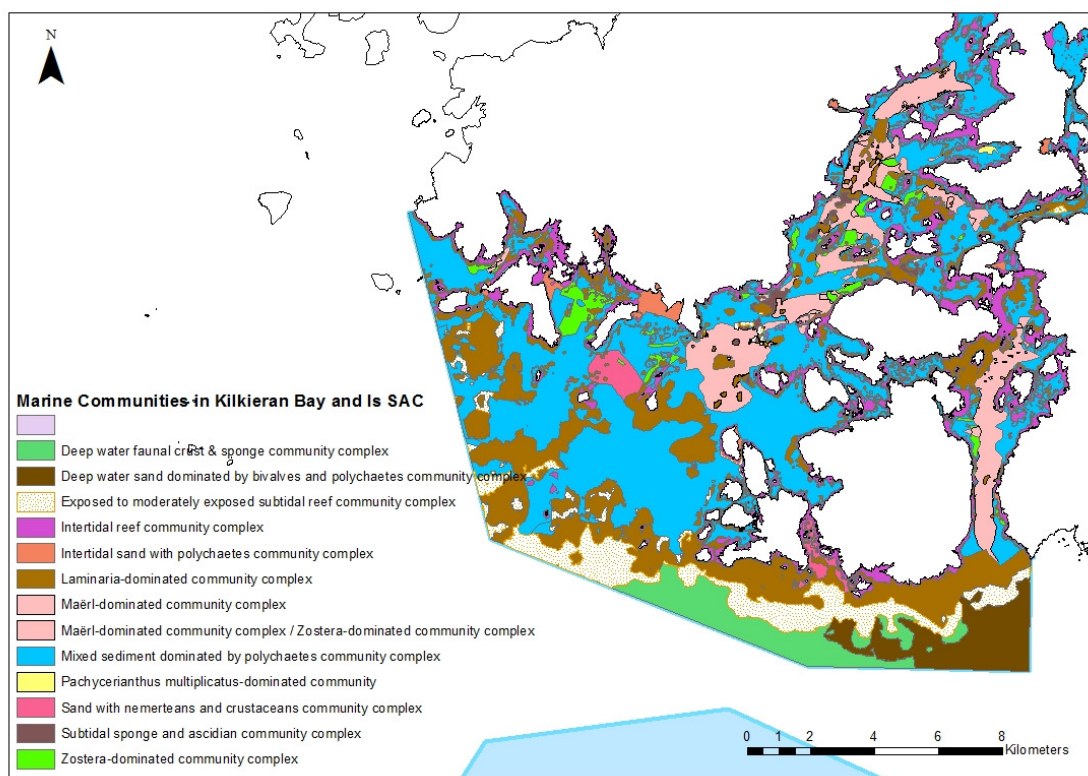 N
Marine Communities in Kilkieran Bay and Is SAC
Deep water faunal crest & sponge community complex
Deep water sand dominated by bivalves and polychaetes community complex
Exposed to moderately exposed subtidal reef community complex
Intertidal reef community complex
Intertidal sand with polychaetes community complex
Laminaria-dominated community complex
Maërl-dominated community complex
Maërl-dominated community complex / Zostera-dominated community complex
Mixed sediment dominated by polychaetes community complex
Pachycerianthus multiplicatus-dominated community
Sand with nemerteans and crustaceans community complex
Subtidal sponge and ascidian community complex
Zostera-dominated community complex
0 1 2 4 6 8
Kilometers